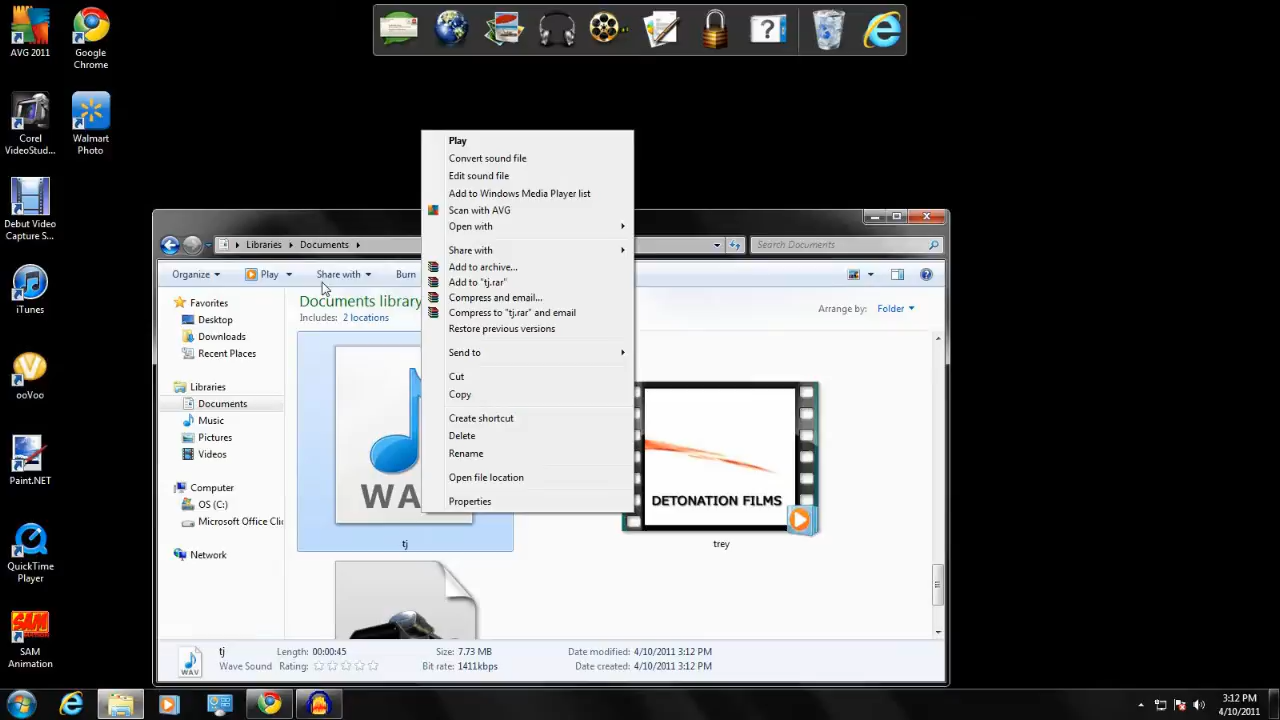 AVG 2011
Google
Chrome
Corel
VideoStud...
Walmart
Photo
Debut Video
Capture S...
iTunes
ooVoo
Paint.NET
QuickTime
Player
SAM
Animation
Libraries
Documents
Search Documents
Organize
Play
Share with
Burn
Documents library
Includes: 2 locations
Arrange by: Folder
Favorites
Desktop
Downloads
Recent Places
Libraries
Documents
Music
Pictures
Videos
Computer
OS (C:)
Microsoft Office Clic
Network
Play
Convert sound file
Edit sound file
Add to Windows Media Player list
Scan with AVG
Open with
Share with
Add to archive...
Add to "tj.rar"
Compress and email...
Compress to "tj.rar" and email
Restore previous versions
Send to
Cut
Copy
Create shortcut
Delete
Rename
Open file location
Properties
WA
tj
DETONATION FILMS
trey
tj
Wave Sound
Length: 00:00:45
Rating:
Size: 7.73 MB
Bit rate: 1411kbps
Date modified: 4/10/2011 3:12 PM
Date created: 4/10/2011 3:12 PM
WAV
3:12 PM
4/10/2011